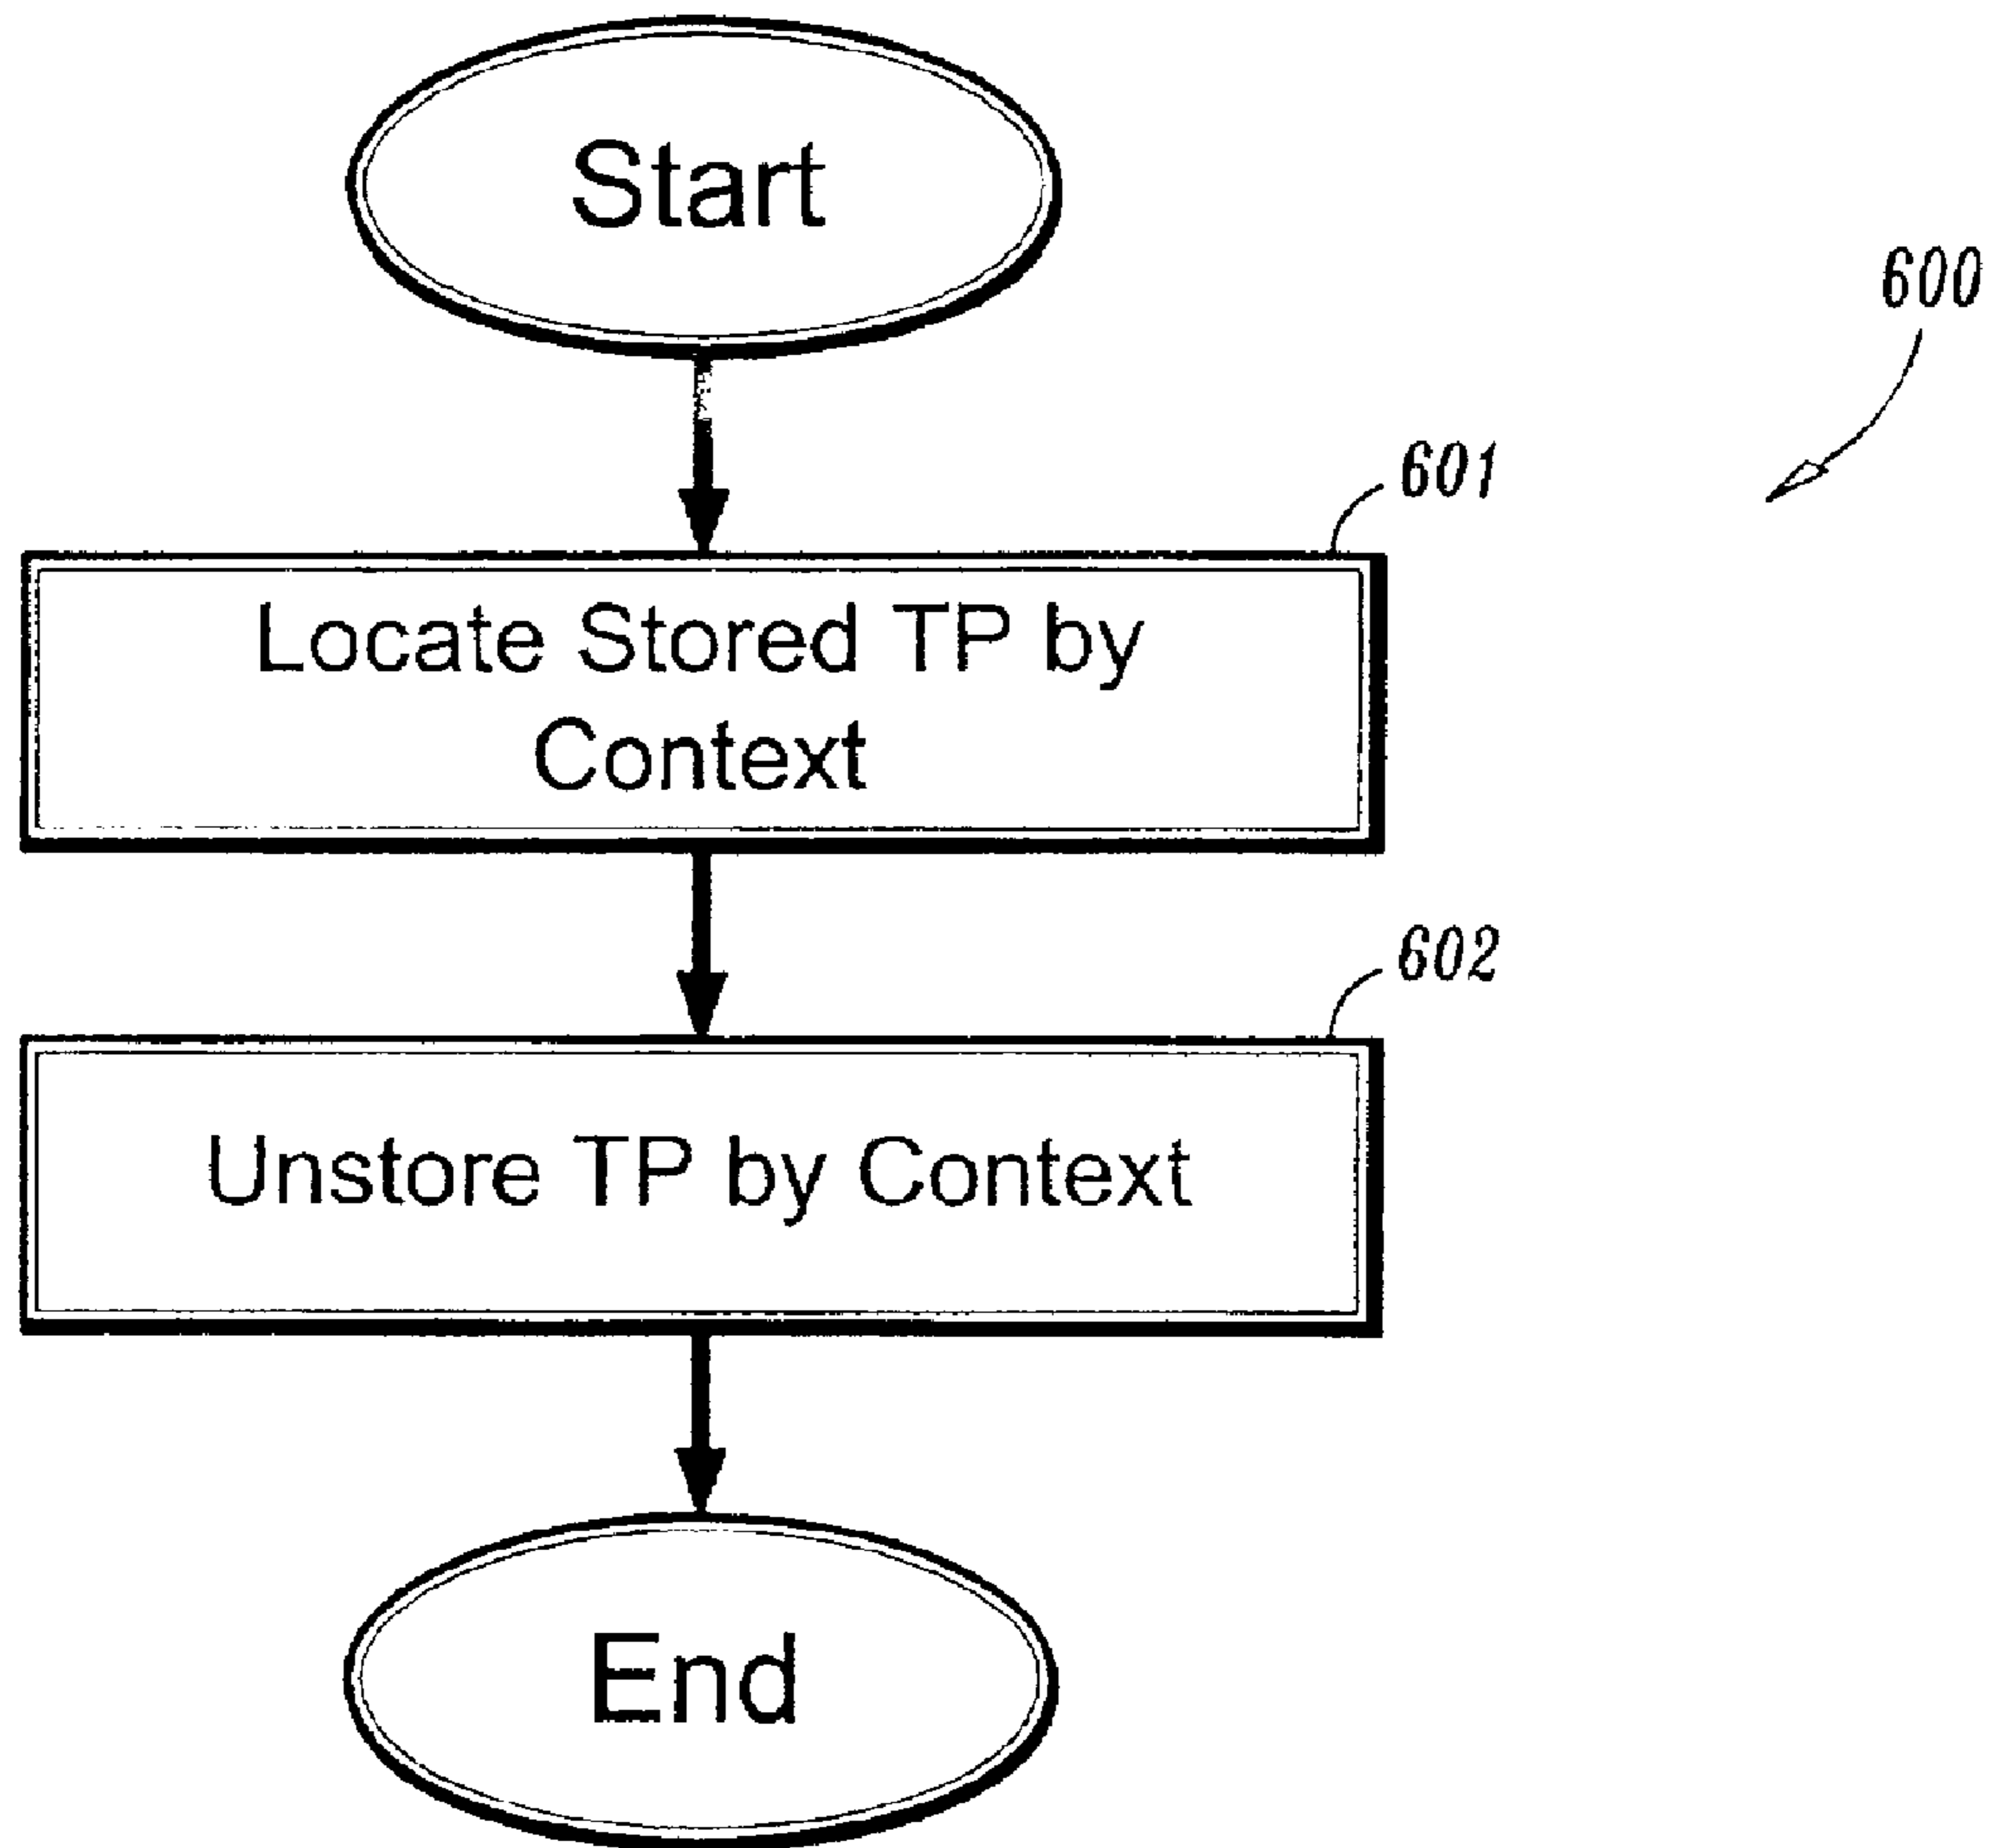 Start
600
601
Locate Stored TP by
Context
602
Unstore TP by Context
End